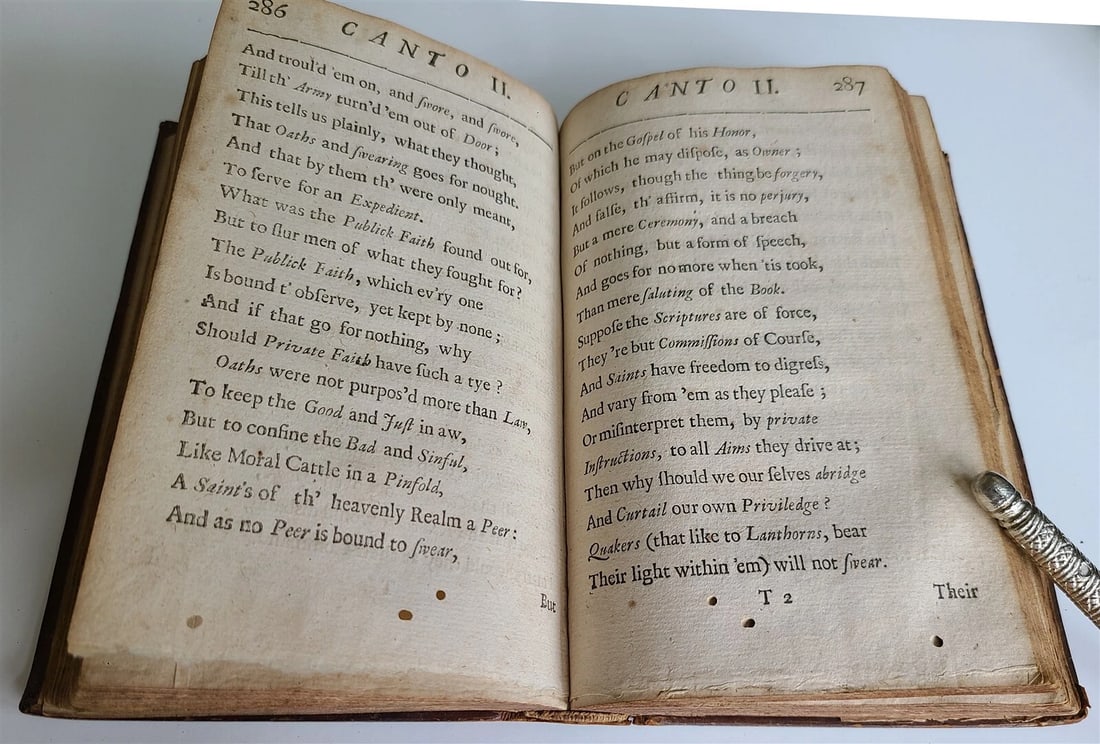 286
CANTO II.
And trould 'em on, and ſwore, and ſwore,
Till th' Army turn'd 'em out of Door;
This tells us plainly, what they thought,
That Oaths and ſwearing goes for nought.
And that by them th' were only meant,
To ſerve for an Expedient.
What was the Publick Faith found out for,
But to ſlur men of what they fought for?
The Publick Faith, which ev'ry one
Is bound t' obſerve, yet kept by none;
And if that go for nothing, why
Should Private Faith have ſuch a tye?
Oaths were not purpos'd more than Law,
To keep the Good and Juſt in aw,
But to confine the Bad and Sinful,
Like Moral Cattle in a Pinfold,
A Saint's of th' heavenly Realm a Peer:
And as no Peer is bound to ſwear,
But
CANTO II.
287
But on the Goſpel of his Honor,
Of which he may diſpoſe, as Owner;
It follows, though the thing be forgery,
And falſe, th' affirm, it is no perjury,
But a mere Ceremony, and a breach
Of nothing, but a form of ſpeech,
And goes for no more when 'tis took,
Than mere ſaluting of the Book.
Suppoſe the Scriptures are of force,
They 're but Commiſſions of Courſe,
And Saints have freedom to digreſs,
And vary from 'em as they pleaſe;
Or miſinterpret them, by private
Inſtructions, to all Aims they drive at;
Then why ſhould we our ſelves abridge
And Curtail our own Priviledge?
Quakers (that like to Lanthorns, bear
Their light within 'em) will not ſwear.
T 2
Their